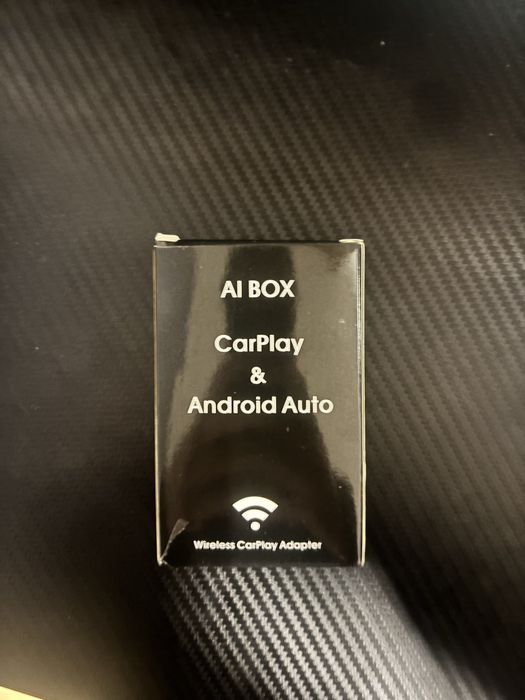 AI BOX
CarPlay
&
Android Auto
Wireless CarPlay Adapter